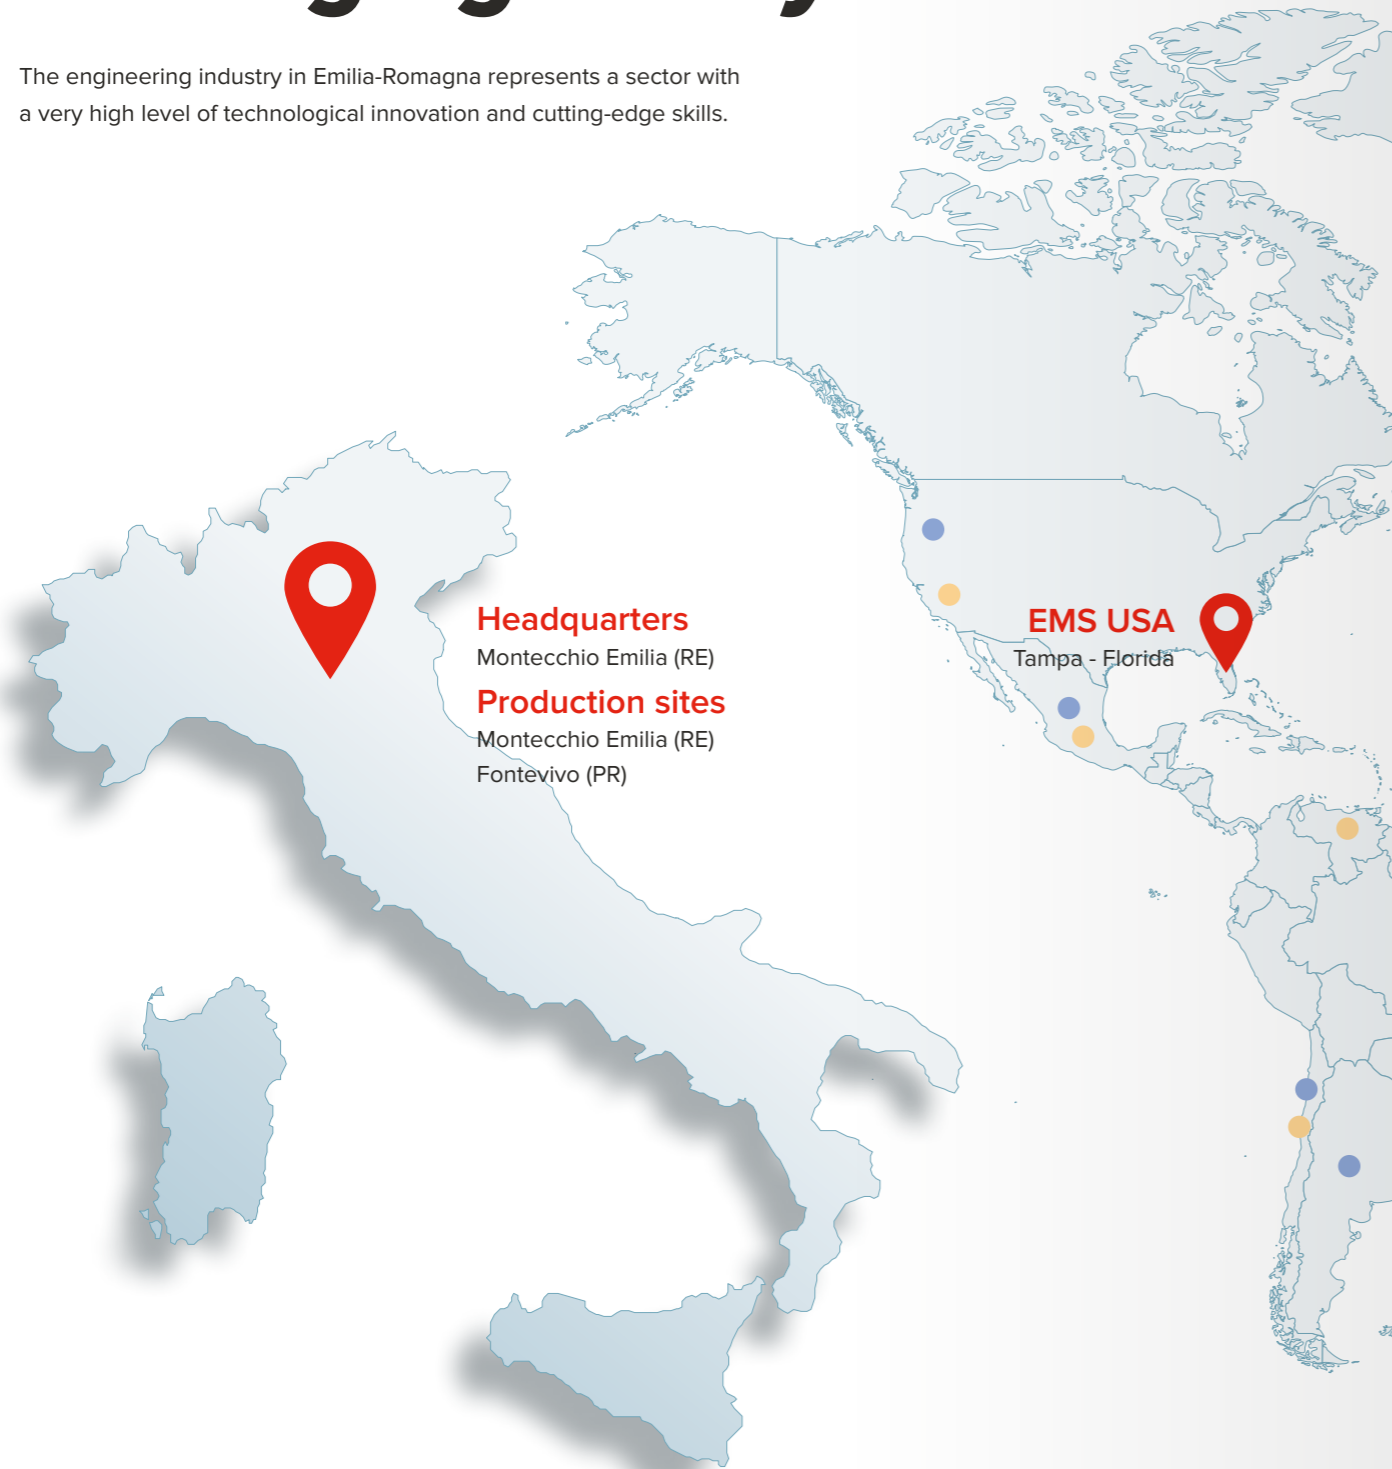 The engineering industry in Emilia-Romagna represents a sector with
a very high level of technological innovation and cutting-edge skills.
Headquarters
Montecchio Emilia (RE)
Production sites
Montecchio Emilia (RE)
Fontevivo (PR)
EMS USA
Tampa - Florida